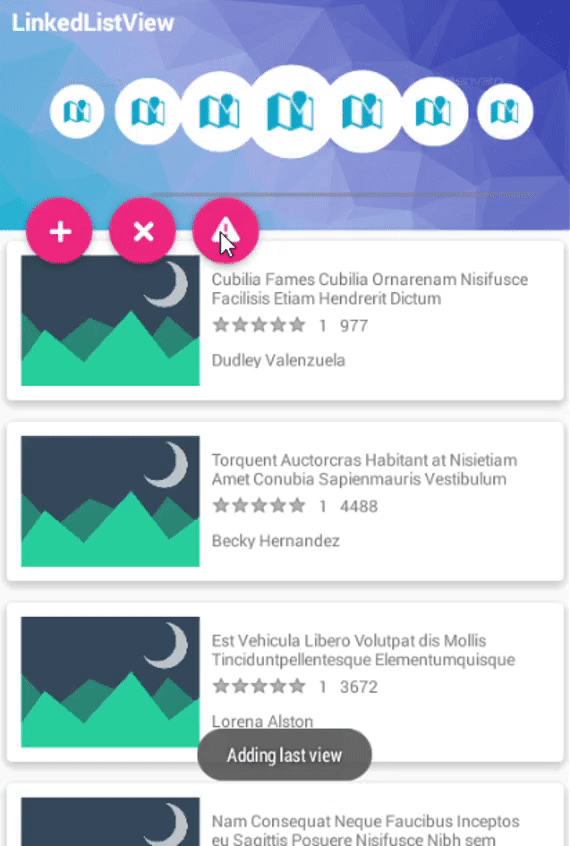 LinkedListView
Cubilia Fames Cubilia Ornarenam Nisifusce
Facilisis Etiam Hendrerit Dictum
1 977
Dudley Valenzuela
Torquent Auctorcras Habitant at Nisietiam
Amet Conubia Sapienmauris Vestibulum
1 4488
Becky Hernandez
Est Vehicula Libero Volutpat dis Mollis
Tinciduntpellentesque Elementumquisque
1 3672
Lorena Alston
Adding last view
Nam Consequat Neque Faucibus Inceptos
eu Sagittis Posuere Nisifusce Nibh sem